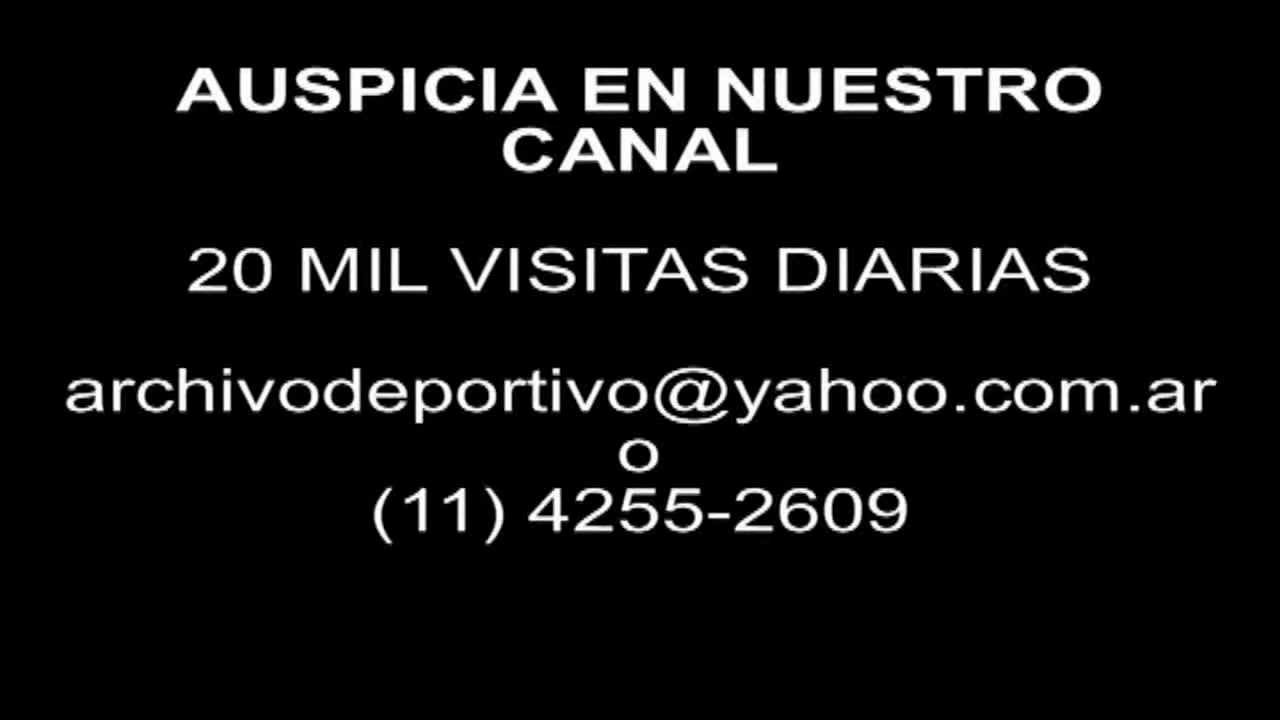 AUSPICIA EN NUESTRO
CANAL
20 MIL VISITAS DIARIAS
archivodeportivo@yahoo.com.ar
o
(11) 4255-2609